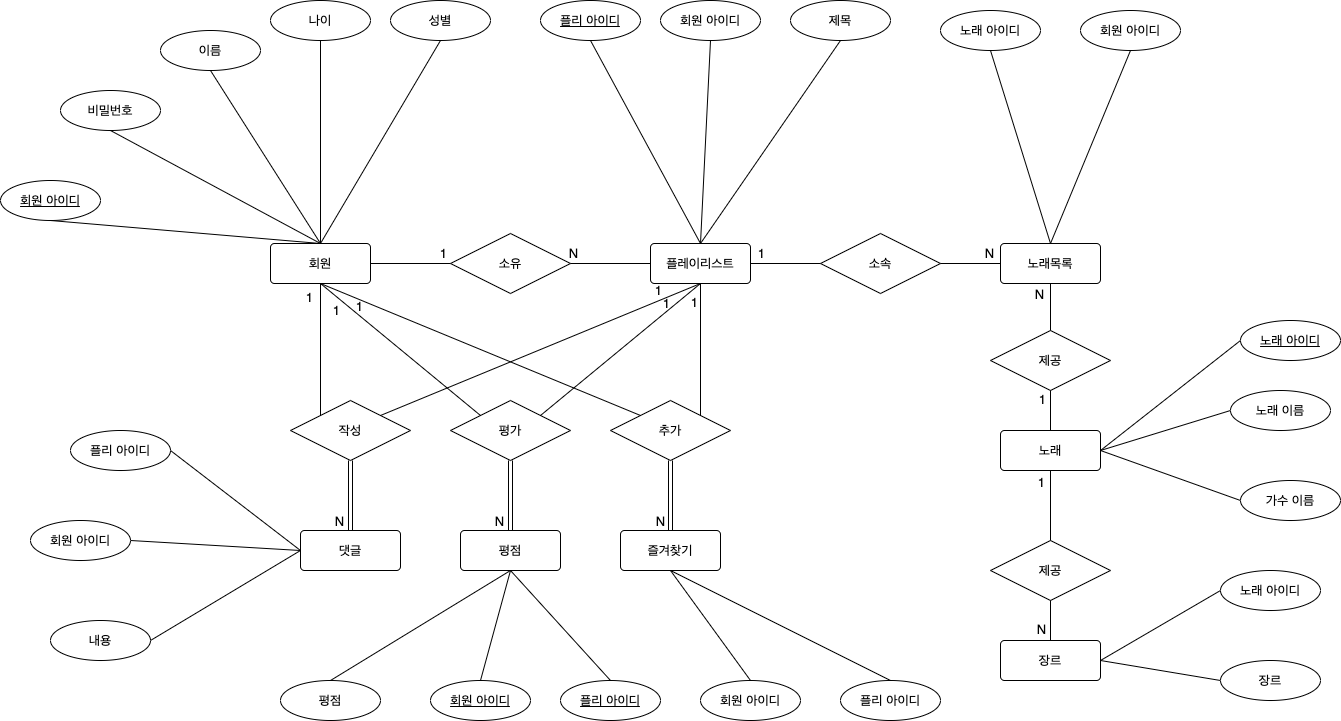 나이
성별
플리 아이디
회원 아이디
제목
노래 아이디
회원 아이디
이름
비밀번호
회원 아이디
회원
1
소유
N
플레이리스트
1
소속
N
노래목록
1
1
1
1
1
1
N
노래 아이디
제공
1
노래 이름
작성
평가
추가
플리 아이디
노래
1
가수 이름
N
N
N
회원 아이디
댓글
평점
즐겨찾기
제공
노래 아이디
내용
N
장르
장르
평점
회원 아이디
플리 아이디
회원 아이디
플리 아이디